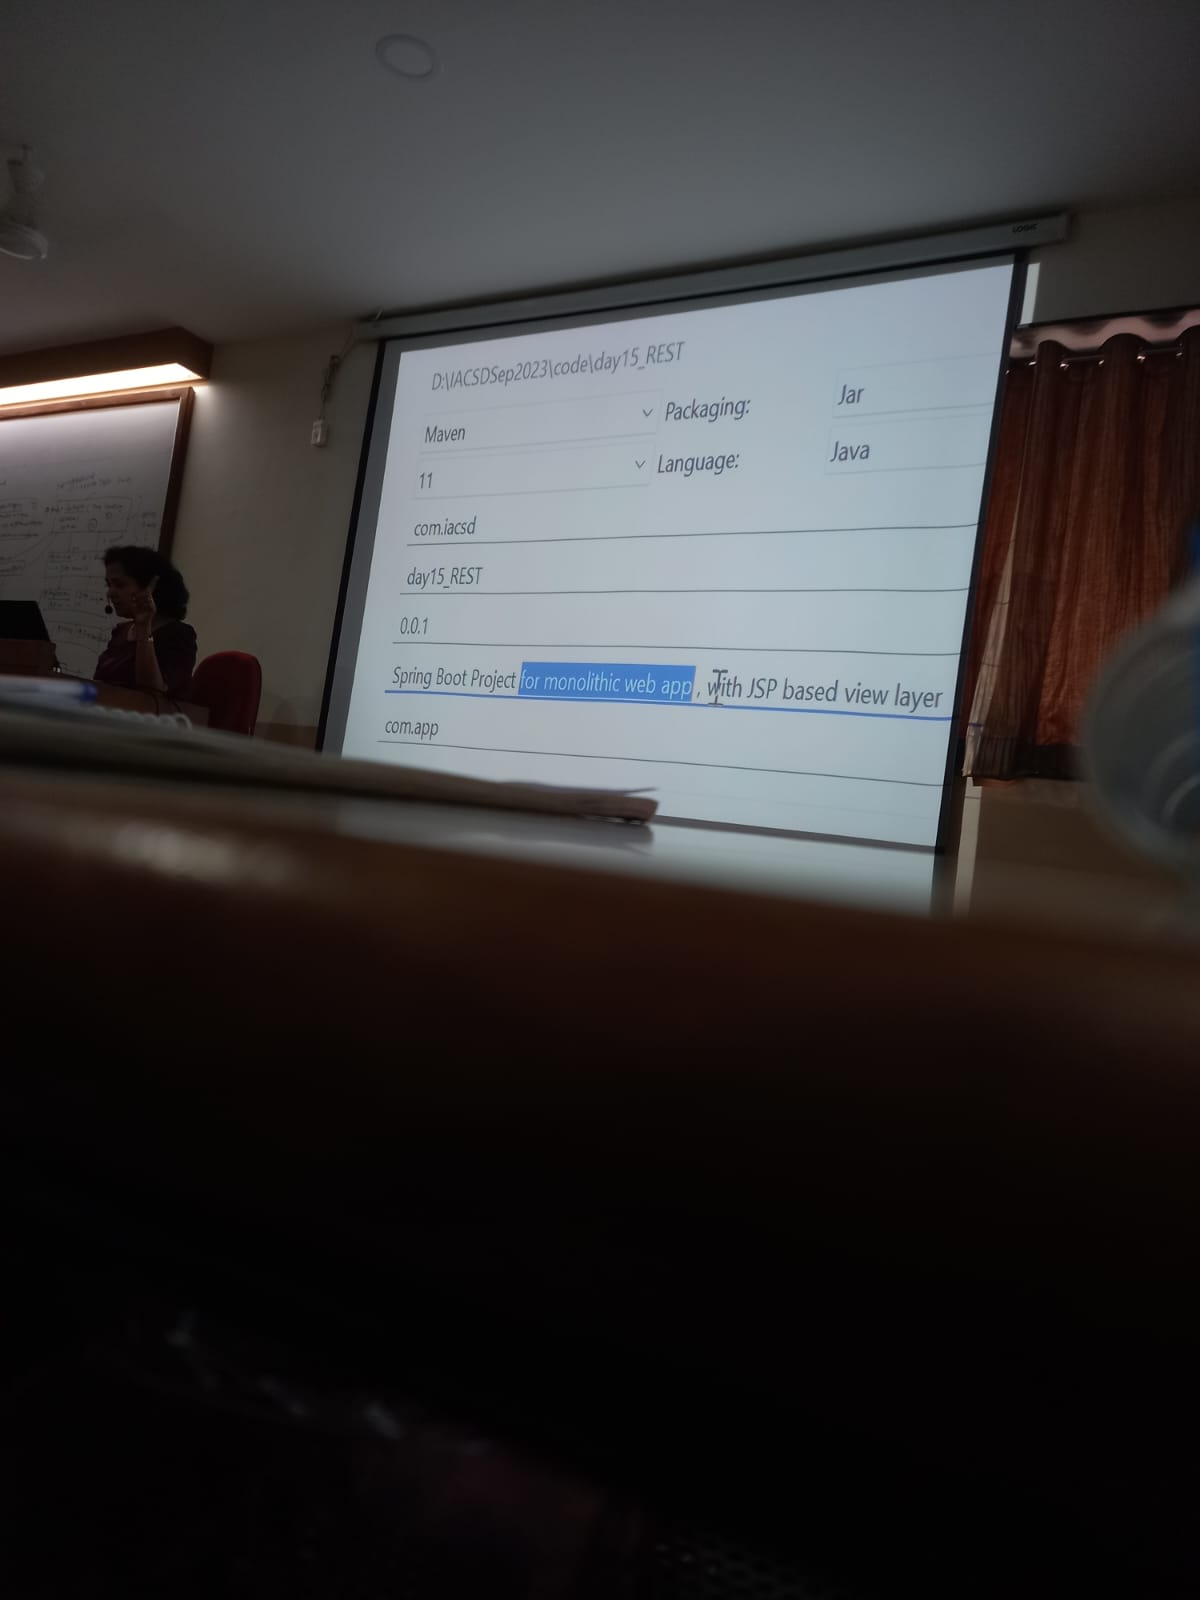 LOGIC
D:\IACSDSep2023\code\day15_REST
Maven Packaging: Jar
11 Language: Java
com.iacsd
day15_REST
0.0.1
Spring Boot Project for monolithic web app , with JSP based view layer
com.app